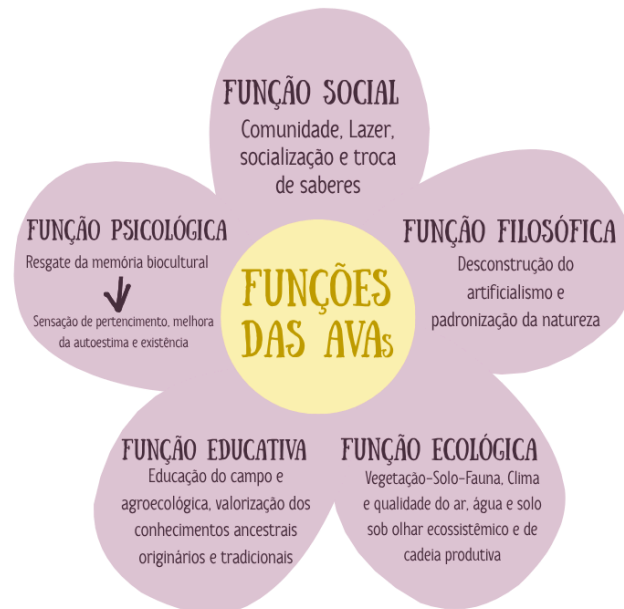 FUNÇÃO SOCIAL
Comunidade, Lazer,
socialização e troca
de saberes
FUNÇÃO PSICOLÓGICA
Resgate da memória biocultural
Sensação de pertencimento, melhora
da autoestima e existência
FUNÇÕES
DAS AVAs
FUNÇÃO FILOSÓFICA
Desconstrução do
artificialismo e
padronização da natureza
FUNÇÃO EDUCATIVA
Educação do campo e
agroecológica, valorização dos
conhecimentos ancestrais
originários e tradicionais
FUNÇÃO ECOLÓGICA
Vegetação-Solo-Fauna, Clima
e qualidade do ar, água e solo
sob olhar ecossistêmico e de
cadeia produtiva